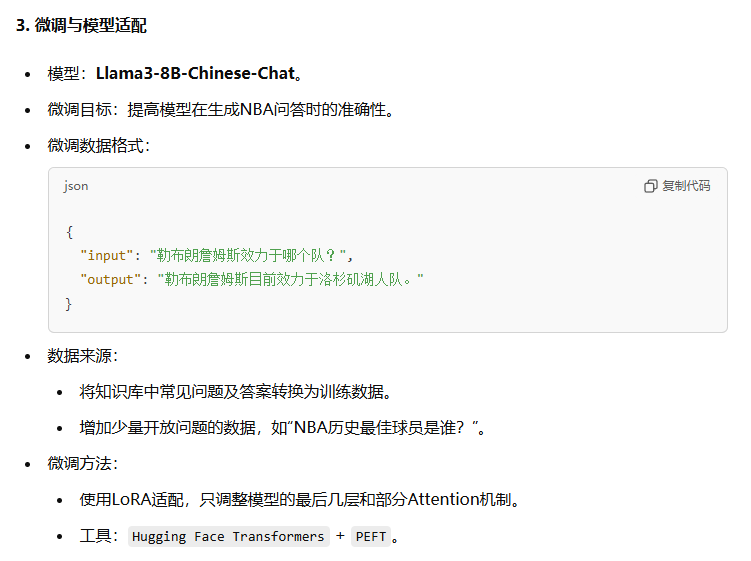 3. 微调与模型适配
模型：Llama3-8B-Chinese-Chat。
微调目标：提高模型在生成NBA问答时的准确性。
微调数据格式：
json 复制代码
{
"input": "勒布朗詹姆斯效力于哪个队？",
"output": "勒布朗詹姆斯目前效力于洛杉矶湖人队。"
}
数据来源：
将知识库中常见问题及答案转换为训练数据。
增加少量开放问题的数据，如“NBA历史最佳球员是谁？”。
微调方法：
使用LoRA适配，只调整模型的最后几层和部分Attention机制。
工具：Hugging Face Transformers + PEFT。